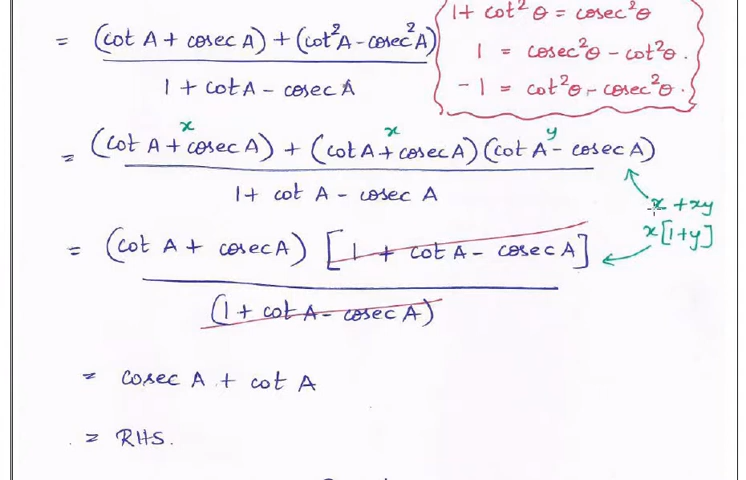 1 + cot²θ = cosec²θ
1 = cosec²θ - cot²θ.
-1 = cot²θ - cosec²θ.
= (cot A + cosec A) + (cot²A - cosec²A)
1 + cot A - cosec A
x x y
= (cot A + cosec A) + (cot A + cosec A) (cot A - cosec A)
1 + cot A - cosec A
x + xy
x[1+y]
= (cot A + cosec A) [1 + cot A - cosec A]
(1 + cot A - cosec A)
= cosec A + cot A
= RHS.